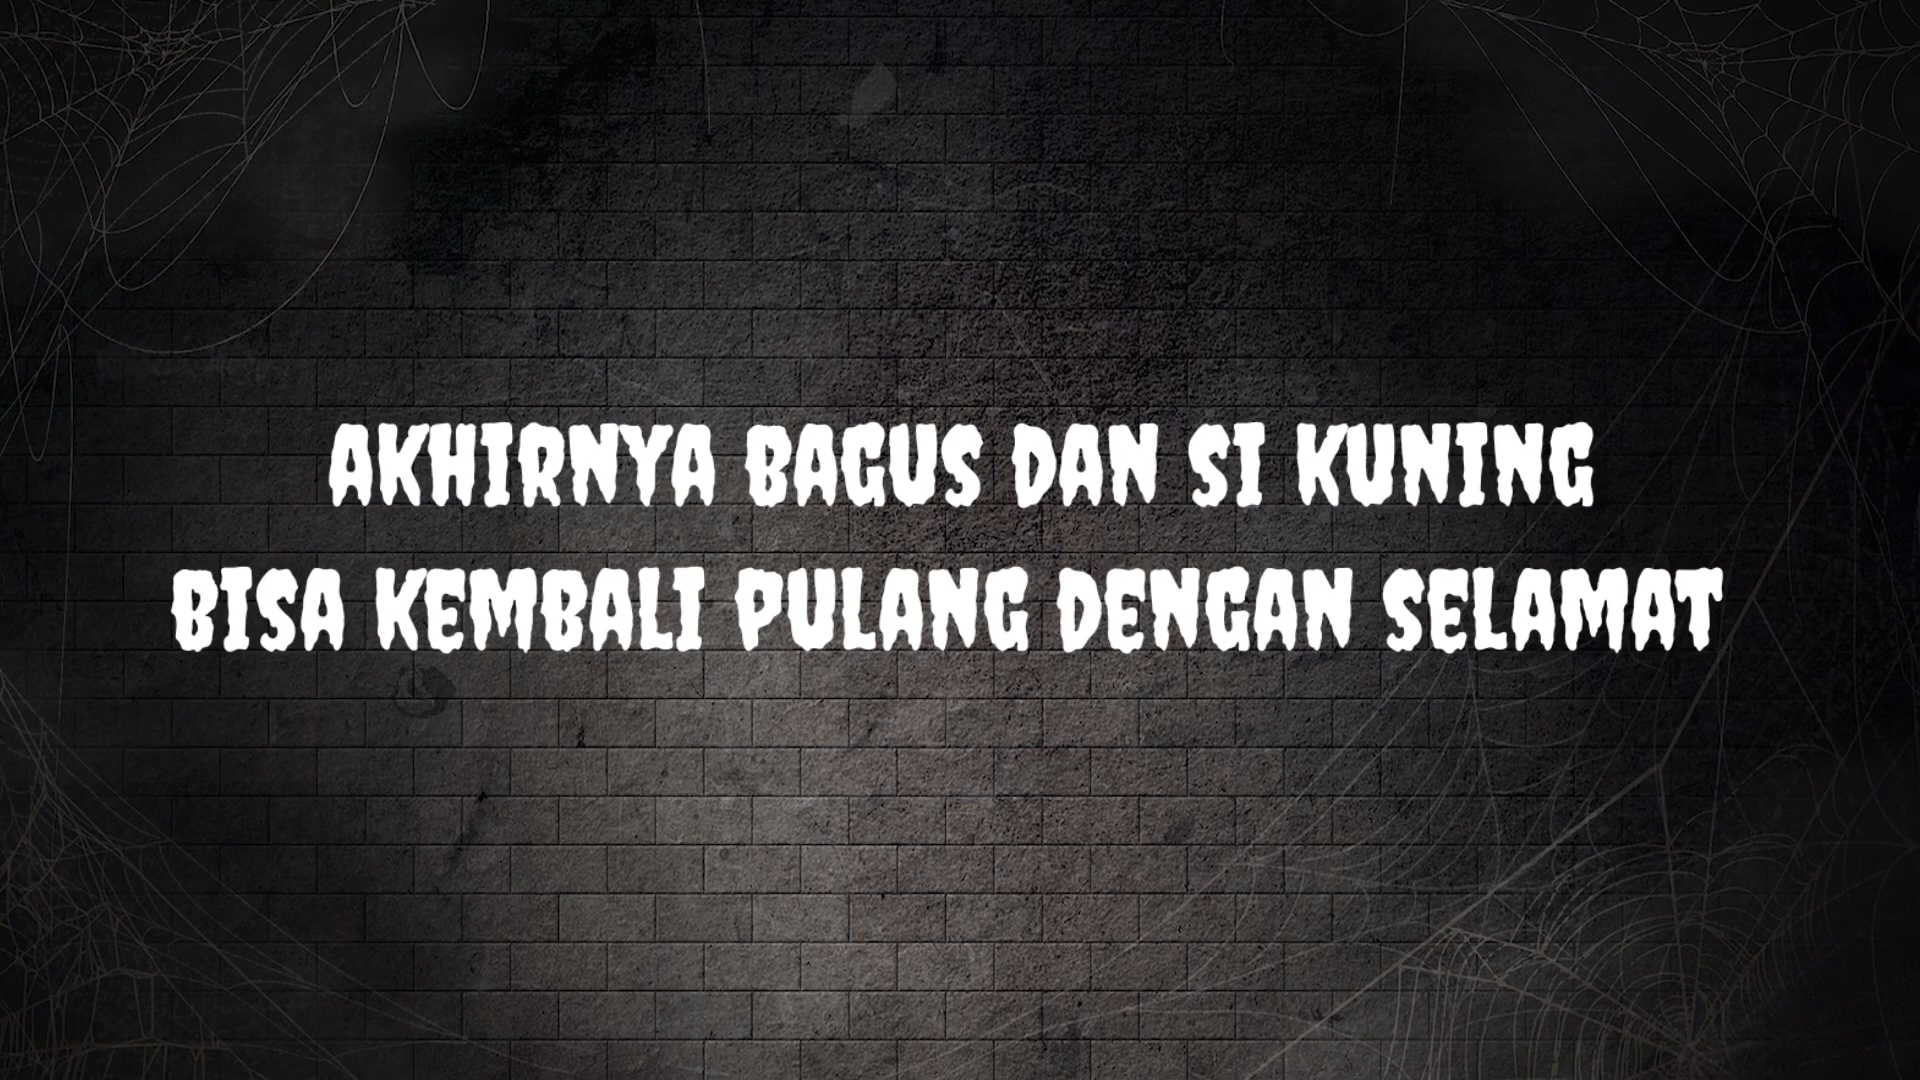 AKHIRNYA BAGUS DAN SI KUNING
BISA KEMBALI PULANG DENGAN SELAMAT